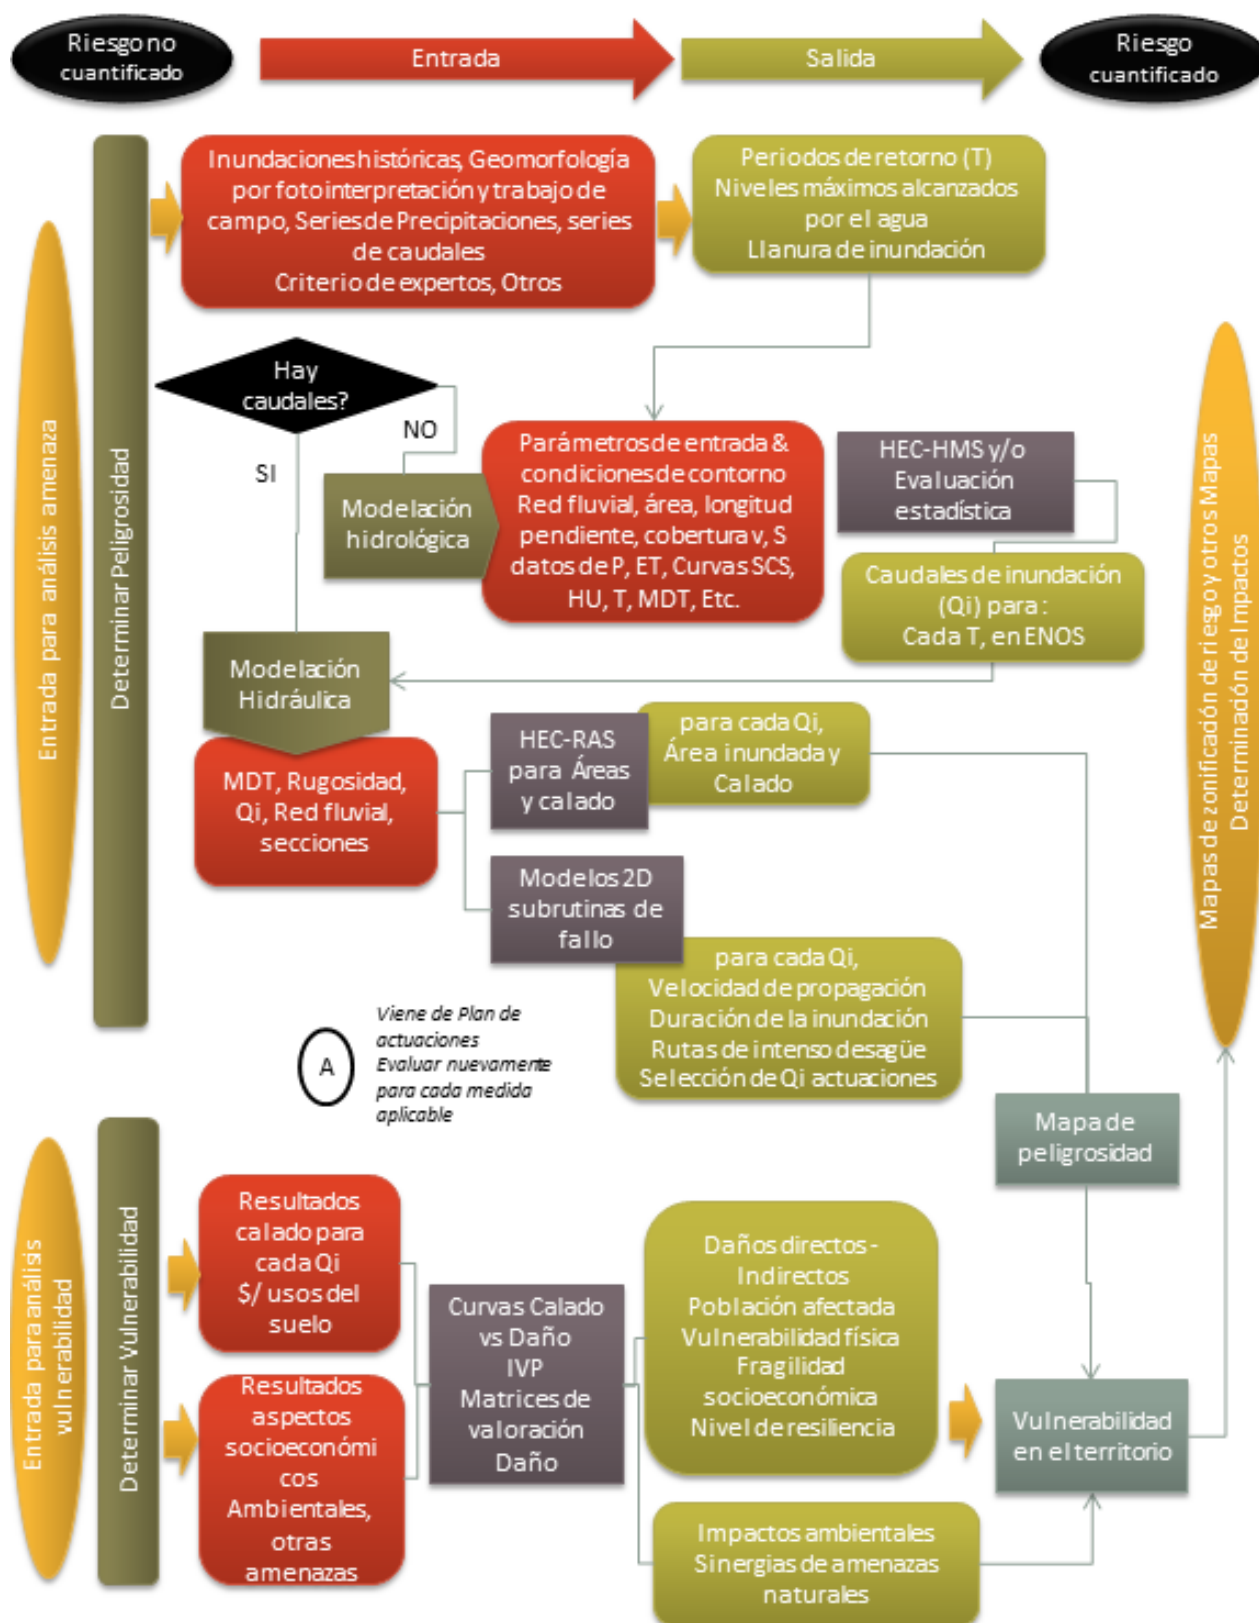 Riesgo no
cuantificado
Entrada
Salida
Riesgo
cuantificado
Entrada para análisis amenaza
Determinar Peligrosidad
Inundaciones históricas, Geomorfología
por fotointerpretación y trabajo de
campo, Series de Precipitaciones, series
de caudales
Criterio de expertos, Otros
Periodos de retorno (T)
Niveles máximos alcanzados
por el agua
Llanura de inundación
Hay
caudales?
NO
SI
Modelación
hidrológica
Parámetros de entrada &
condiciones de contorno
Red fluvial, área, longitud
pendiente, cobertura v, S
datos de P, ET, Curvas SCS,
HU, T, MDT, Etc.
HEC-HMS y/o
Evaluación
estadística
Caudales de inundación
(Qi) para :
Cada T, en ENOS
Modelación
Hidráulica
MDT, Rugosidad,
Qi, Red fluvial,
secciones
HEC-RAS
para Áreas
y calado
para cada Qi,
Área inundada y
Calado
Modelos 2D
subrutinas de
fallo
para cada Qi,
Velocidad de propagación
Duración de la inundación
Rutas de intenso desagüe
Selección de Qi actuaciones
A
Viene de Plan de
actuaciones
Evaluar nuevamente
para cada medida
aplicable
Mapa de
peligrosidad
Mapas de zonificación de riesgo y otros Mapas
Determinación de Impactos
Entrada para análisis
vulnerabilidad
Determinar Vulnerabilidad
Resultados
calado para
cada Qi
$/ usos del
suelo
Resultados
aspectos
socioeconómi
cos
Ambientales,
otras
amenazas
Curvas Calado
vs Daño
IVP
Matrices de
valoración
Daño
Daños directos -
Indirectos
Población afectada
Vulnerabilidad física
Fragilidad
socioeconómica
Nivel de resiliencia
Impactos ambientales
Sinergias de amenazas
naturales
Vulnerabilidad
en el territorio